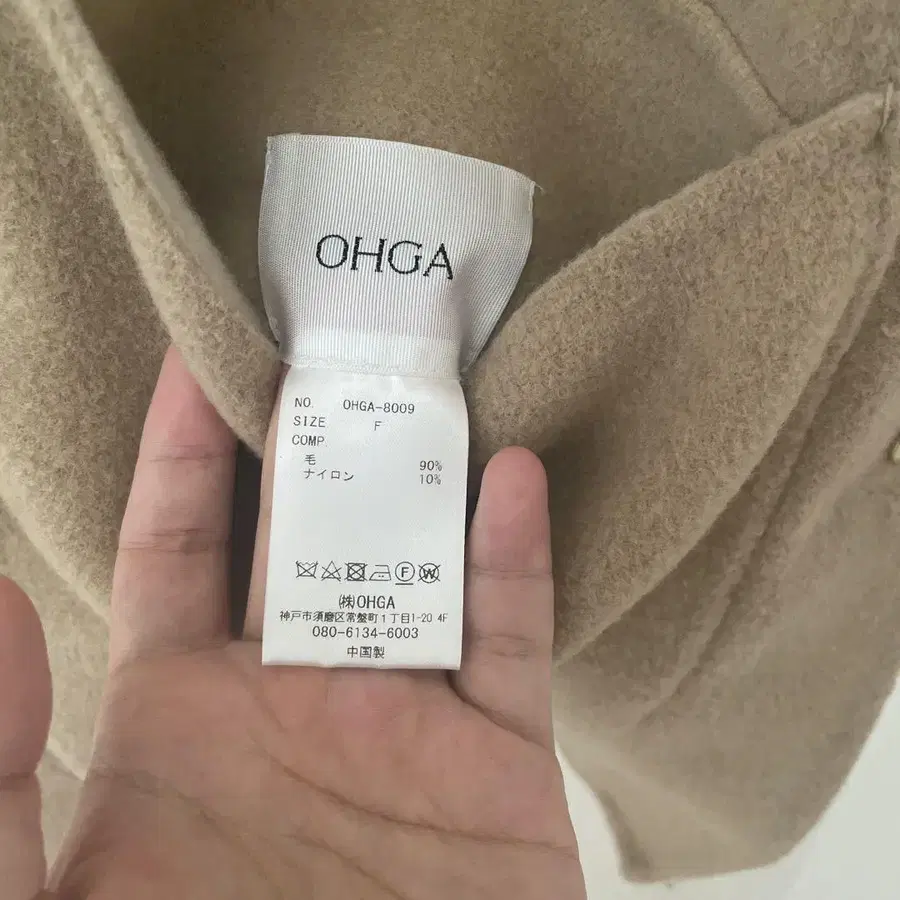 OHGA
NO. OHGA-8009
SIZE F
COMP.
毛 90%
ナイロン 10%
F W
㈱OHGA
神戸市須磨区常盤町1丁目1-20 4F
080-6134-6003
中国製